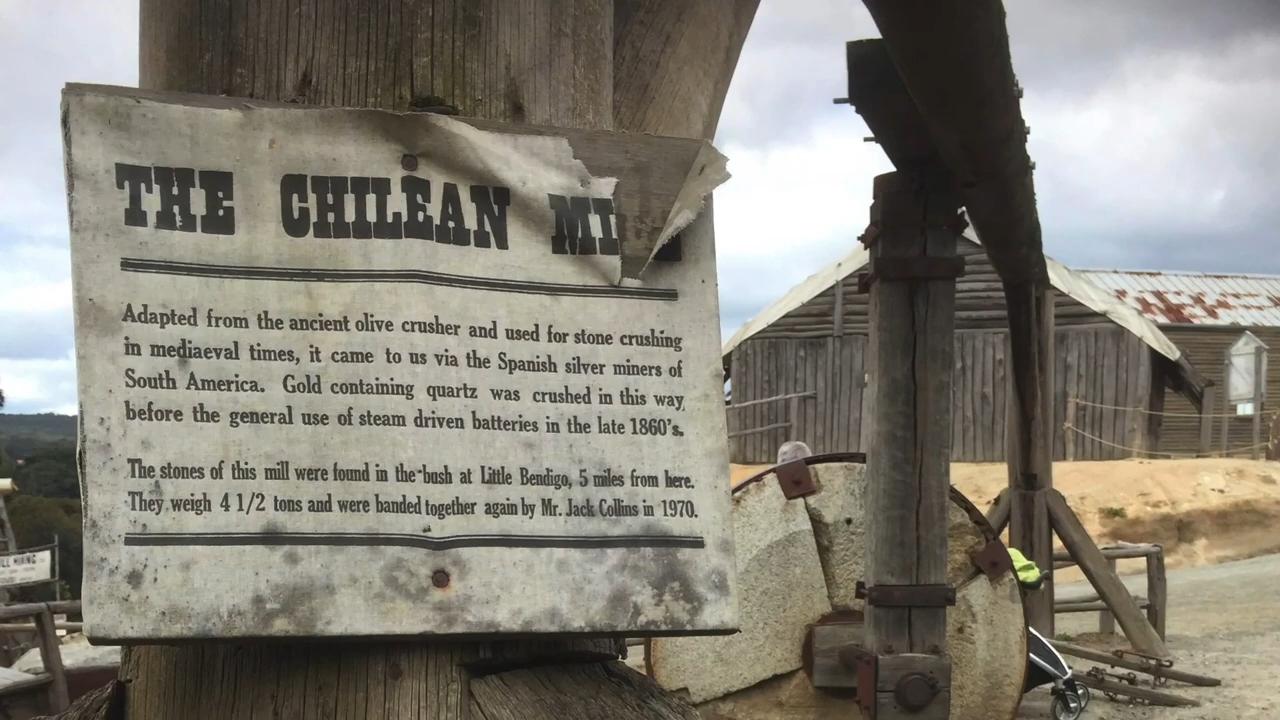 THE CHILEAN MI
Adapted from the ancient olive crusher and used for stone crushing
in mediaeval times, it came to us via the Spanish silver miners of
South America. Gold containing quartz was crushed in this way
before the general use of steam driven batteries in the late 1860's.
The stones of this mill were found in the bush at Little Bendigo, 5 miles from here.
They weigh 4 1/2 tons and were banded together again by Mr. Jack Collins in 1970.